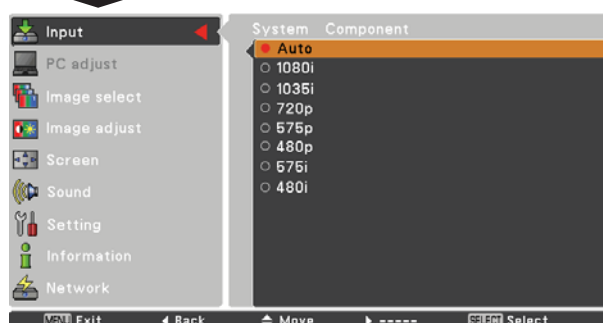 Input
PC adjust
Image select
Image adjust
Screen
Sound
Setting
Information
Network
System Component
Auto
1080i
1035i
720p
575p
480p
575i
480i
MENU Exit
Back
Move
-----
SELECT Select